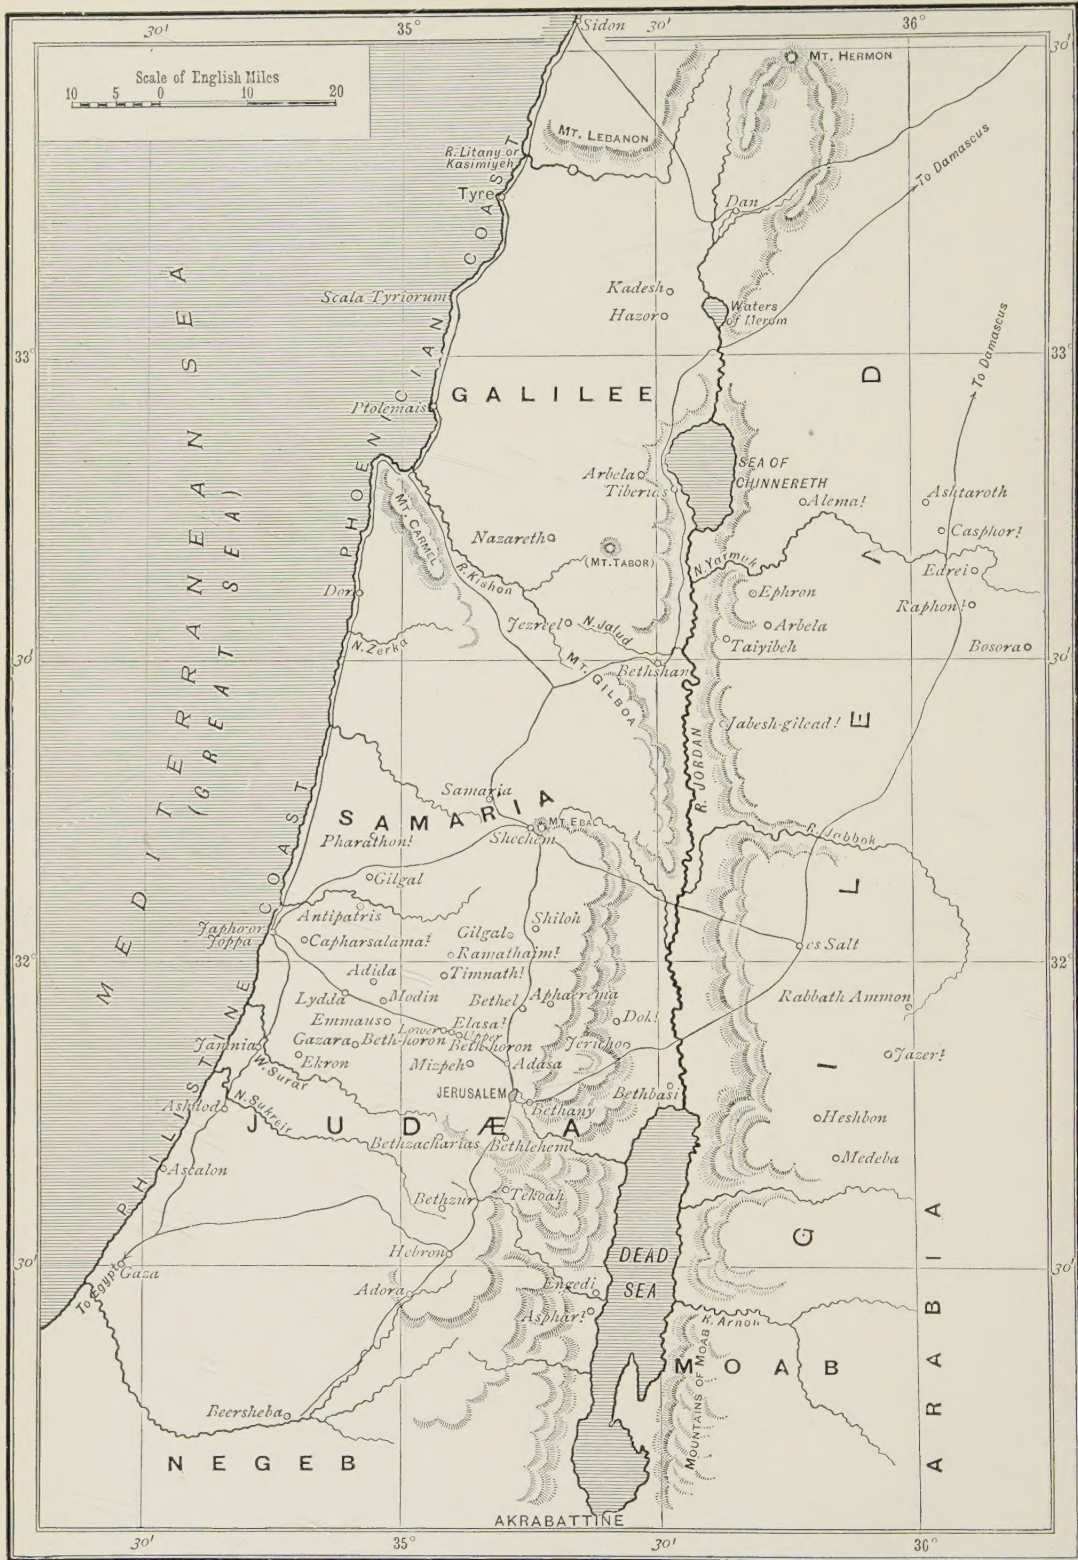 30'
35°
Sidon
30'
36°
30'
Scale of English Miles
10 5 0 10 20
MT. HERMON
MT. LEBANON
R. Litany or
Kasimiyeh
To Damascus
Tyre
Dan
PHOENICIAN COAST
MEDITERRANEAN SEA
(GREAT SEA)
Kadesh
Scala Tyriorum
Waters
of Merom
Hazor
To Damascus
33°
33°
GALILEE
Ptolemais
SEA OF
CHINNERETH
Arbela
Tiberias
Alema?
Ashtaroth
MT. CARMEL
Casphor?
Nazareth
(MT. TABOR)
N. Yarmuk
Edrei
R. Kishon
Dor
Ephron
Raphon?
Jezreel
N. Jalud
Arbela
N. Zerka
Taiyibeh
Bosora
30'
30'
Bethshan
MT. GILBOA
Jabesh-gilead?
R. JORDAN
GILEAD
Samaria
SAMARIA
MT. EBAL
Pharathon?
Shechem
R. Jabbok
Gilgal
Antipatris
Shiloh
Japho or
Joppa
Capharsalama?
Gilgal
es Salt
Ramathaim?
32°
32°
Adida
Timnath?
Lydda
Modin
Bethel
Aphaerema
Rabbath Ammon
Emmaus
Elasa?
Dok?
Lower
Upper
Gazara
Beth-horon
Beth-horon
Jericho
Jamnia
Ekron
Mizpeh
Adasa
Jazer?
W. Surar
JERUSALEM
Bethbasi
Ashdod
N. Sukreir
Bethany
Heshbon
JUDÆA
Bethzacharias
Bethlehem
PHILISTINE COAST
Ascalon
Medeba
Bethzur
Tekoah
Hebron
DEAD
SEA
30'
30'
Gaza
To Egypt
Adora
Engedi
Asphar?
R. Arnon
MOAB
MOUNTAINS OF MOAB
ARABIA
Beersheba
NEGEB
AKRABATTINE
30'
35°
30'
36°